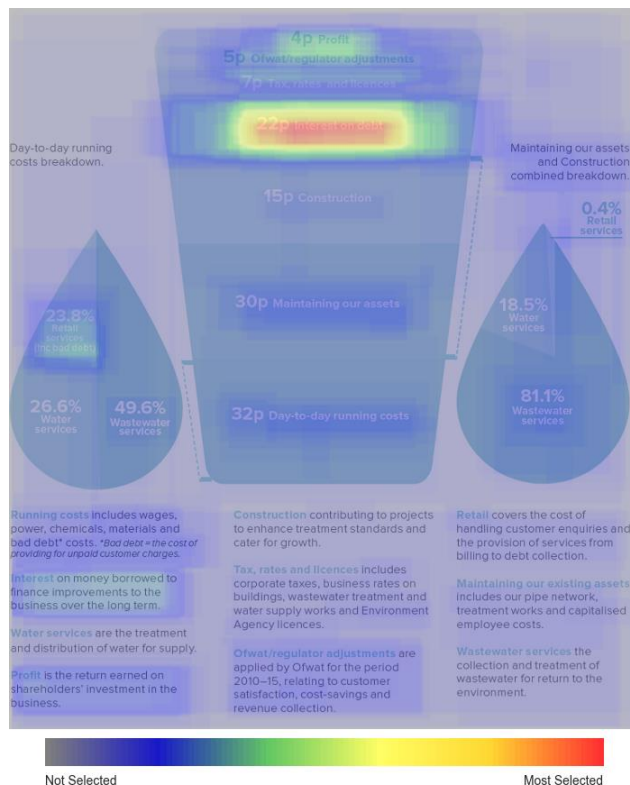 4p Profit
5p Ofwat/regulator adjustments
7p Tax, rates and licences
22p Interest on Debt
15p Construction
30p Maintaining our assets
32p Day-to-day running costs
Day-to-day running
costs breakdown.
23.8%
Retail
services
(inc bad debt)
26.6%
Water
services
49.6%
Wastewater
services
Maintaining our assets
and Construction
combined breakdown.
0.4%
Retail
services
18.5%
Water
services
81.1%
Wastewater
services
Running costs includes wages,
power, chemicals, materials and
bad debt* costs. *Bad debt = the cost of
providing for unpaid customer charges.
Interest on money borrowed to
finance improvements to the
business over the long term.
Water services are the treatment
and distribution of water for supply.
Profit is the return earned on
shareholders' investment in the
business.
Construction contributing to projects
to enhance treatment standards and
cater for growth.
Tax, rates and licences includes
corporate taxes, business rates on
buildings, wastewater treatment and
water supply works and Environment
Agency licences.
Ofwat/regulator adjustments are
applied by Ofwat for the period
2010–15, relating to customer
satisfaction, cost-savings and
revenue collection.
Retail covers the cost of
handling customer enquiries and
the provision of services from
billing to debt collection.
Maintaining our existing assets
includes our pipe network,
treatment works and capitalised
employee costs.
Wastewater services the
collection and treatment of
wastewater for return to the
environment.
Not Selected
Most Selected